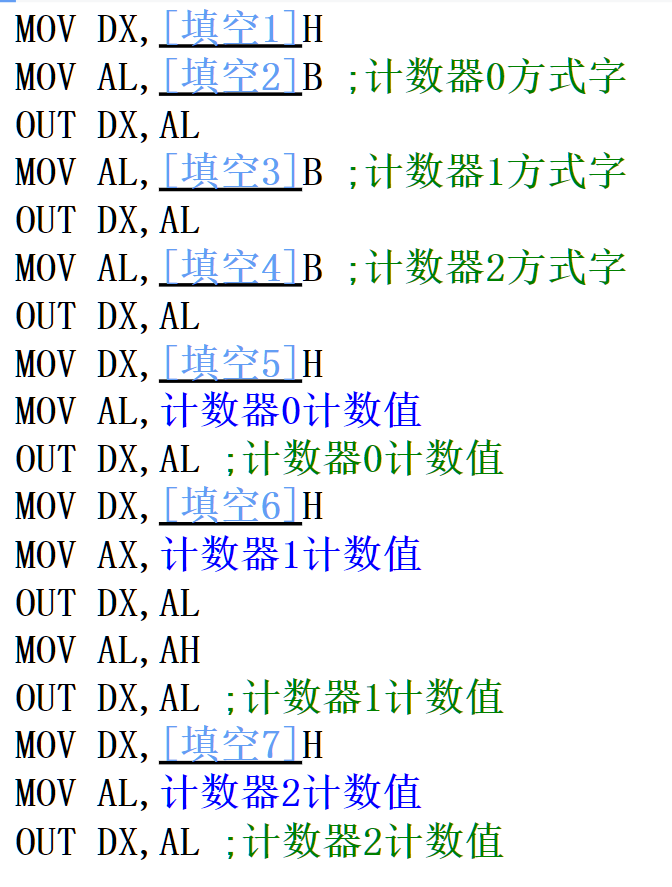 MOV DX,[填空1]H
MOV AL,[填空2]B ;计数器0方式字
OUT DX,AL
MOV AL,[填空3]B ;计数器1方式字
OUT DX,AL
MOV AL,[填空4]B ;计数器2方式字
OUT DX,AL
MOV DX,[填空5]H
MOV AL,计数器0计数值
OUT DX,AL ;计数器0计数值
MOV DX,[填空6]H
MOV AX,计数器1计数值
OUT DX,AL
MOV AL,AH
OUT DX,AL ;计数器1计数值
MOV DX,[填空7]H
MOV AL,计数器2计数值
OUT DX,AL ;计数器2计数值